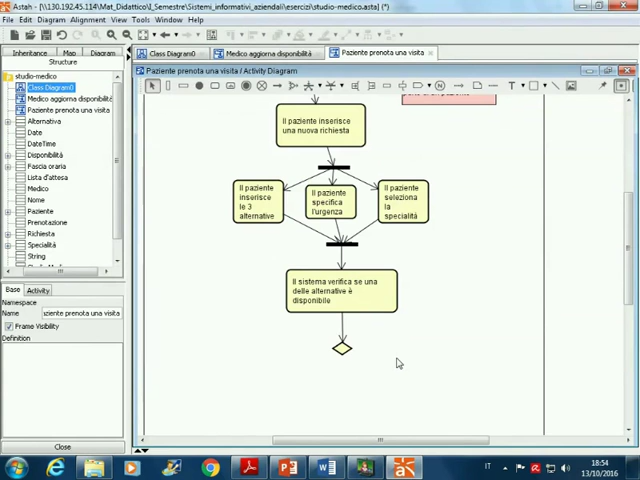 Astah - [\\130.192.45.114\Mat_Didattico\I_Semestre\Sistemi_informativi_aziendali\esercizi\studio-medico.asta] (*)
File Edit Diagram Alignment View Tools Window Help
Inheritance Map Diagram
Structure
studio-medico
Class Diagram0
Medico aggiorna disponibilità
Paziente prenota una visita
Alternativa
Date
DateTime
Disponibilità
Fascia oraria
Lista d'attesa
Medico
Nome
Paziente
Prenotazione
Richiesta
Specialità
String
Base Activity
Namespace
Name aziente prenota una visita
Frame Visibility
Definition
Close
Class Diagram0 Medico aggiorna disponibilità Paziente prenota una visita
Paziente prenota una visita / Activity Diagram
Il paziente inserisce
una nuova richiesta
Il paziente
inserisce
le 3
alternative
Il paziente
specifica
l'urgenza
Il paziente
seleziona
la
specialità
Il sistema verifica se una
delle alternative è
disponibile
IT
18:54
13/10/2016